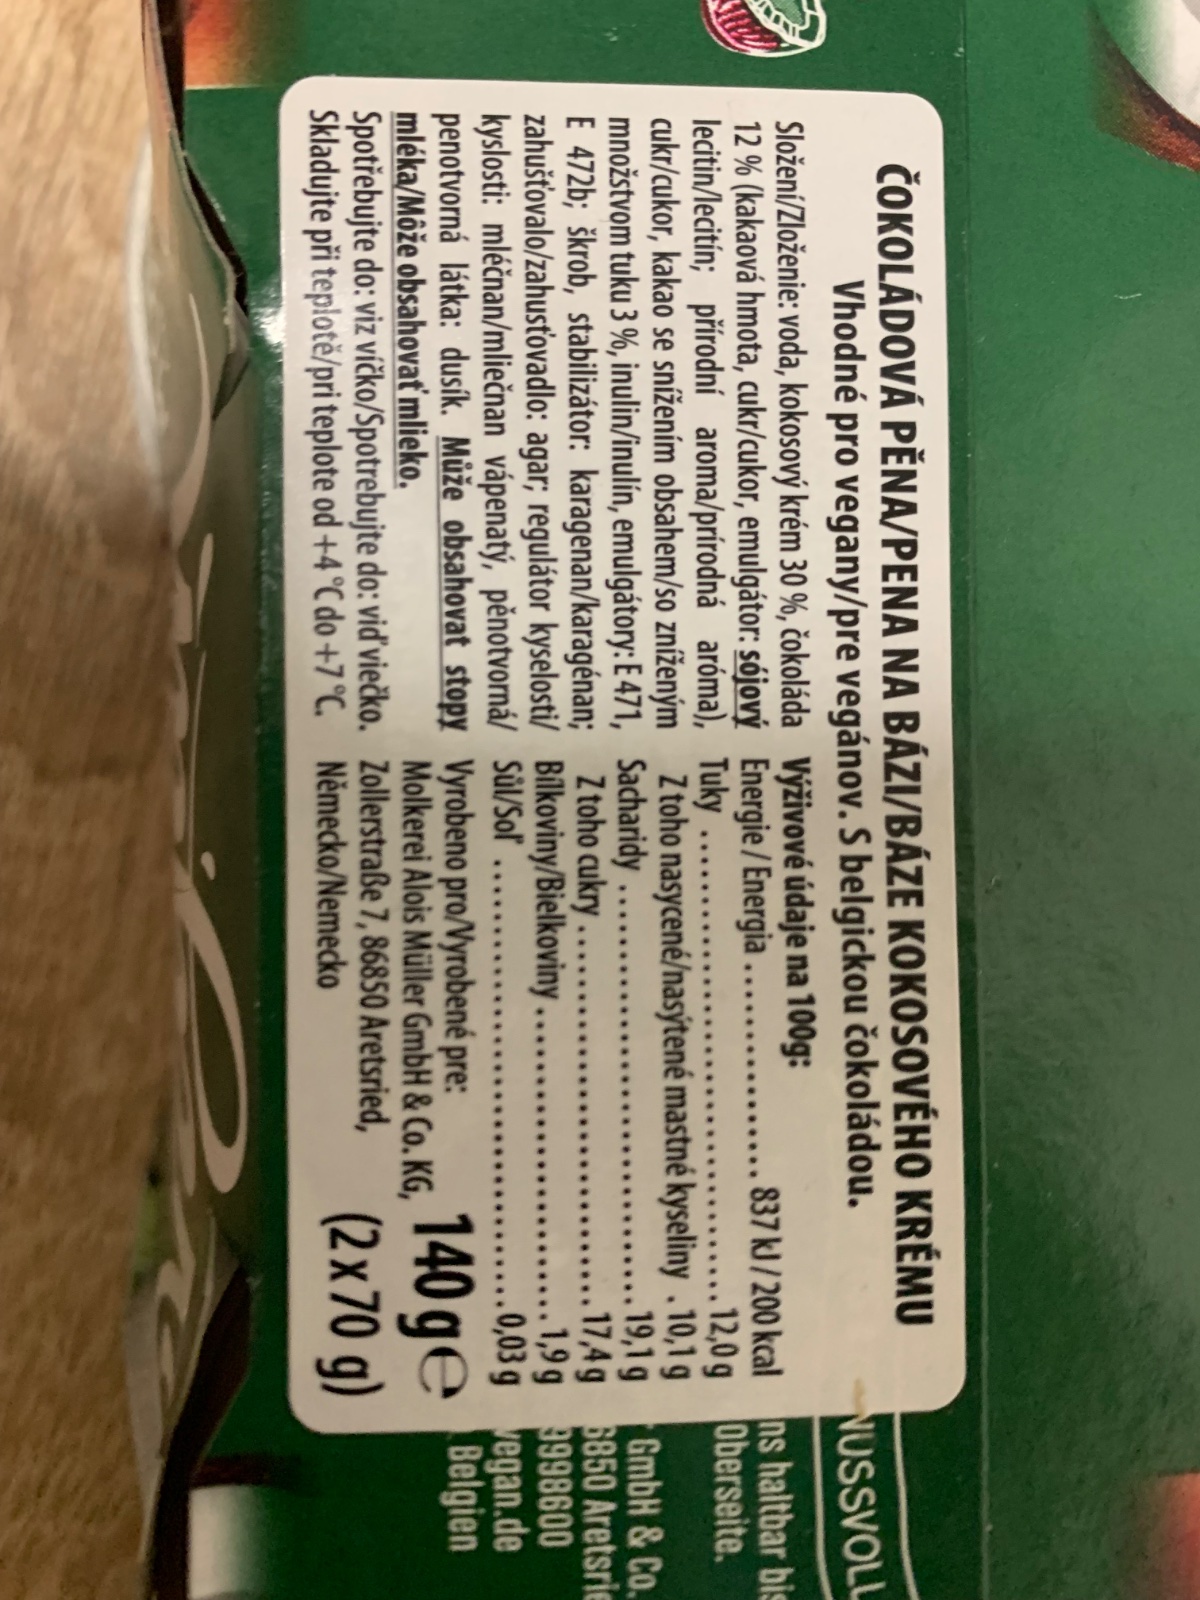 ČOKOLÁDOVÁ PĚNA/PENA NA BÁZI/BÁZE KOKOSOVÉHO KRÉMU
Vhodné pro vegany/pre vegánov. S belgickou čokoládou.
Složení/Zloženie: voda, kokosový krém 30 %, čokoláda
12 % (kakaová hmota, cukr/cukor, emulgátor: sójový
lecitin/lecitín; přírodní aroma/prírodná aróma),
cukr/cukor, kakao se snížením obsahem/so zníženým
množstvom tuku 3 %, inulin/inulín, emulgátory: E 471,
E 472b; škrob, stabilizátor: karagenan/karagénan;
zahušťovalo/zahusťovadlo: agar; regulátor kyselosti/
kyslosti: mléčnan/mliečnan vápenatý, pěnotvorná/
penotvorná látka: dusík. Může obsahovat stopy
mléka/Môže obsahovať mlieko.
Spotřebujte do: viz víčko/Spotrebujte do: viď viečko.
Skladujte při teplotě/pri teplote od +4 °C do +7 °C.
Výživové údaje na 100g:
Energie / Energia ................ 837 kJ / 200 kcal
Tuky ................................ 12,0 g
Z toho nasycené/nasýtené mastné kyseliny . 10,1 g
Sacharidy ............................ 19,1 g
Z toho cukry ......................... 17,4 g
Bílkoviny/Bielkoviny .................. 1,9 g
Sůl/Soľ ............................. 0,03 g
Vyrobeno pro/Vyrobené pre:
Molkerei Alois Müller GmbH & Co. KG,
Zollerstraße 7, 86850 Aretsried,
Německo/Nemecko
140 g e
(2 x 70 g)
NUSSVOLL
ns haltbar bis
Oberseite.
GmbH & Co.
6850 Aretsrie
9998600
vegan.de
Belgien